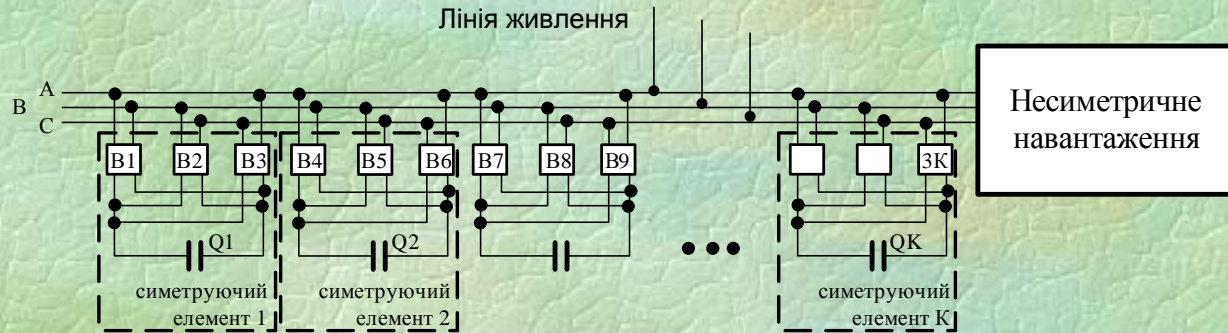 Лінія живлення
A
B
C
B1 B2 B3 B4 B5 B6 B7 B8 B9 3К
Несиметричне
навантаження
Q1 Q2 QK
симетруючий
елемент 1
симетруючий
елемент 2
симетруючий
елемент К